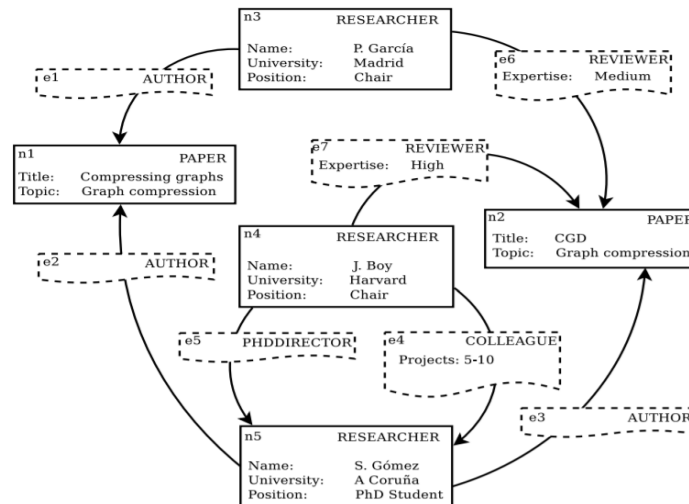 n3 RESEARCHER
Name: P. García
University: Madrid
Position: Chair
e1 AUTHOR
e6 REVIEWER
Expertise: Medium
n1 PAPER
Title: Compressing graphs
Topic: Graph compression
e7 REVIEWER
Expertise: High
n2 PAPER
Title: CGD
Topic: Graph compression
n4 RESEARCHER
Name: J. Boy
University: Harvard
Position: Chair
e2 AUTHOR
e5 PHDDIRECTOR
e4 COLLEAGUE
Projects: 5-10
e3 AUTHOR
n5 RESEARCHER
Name: S. Gómez
University: A Coruña
Position: PhD Student